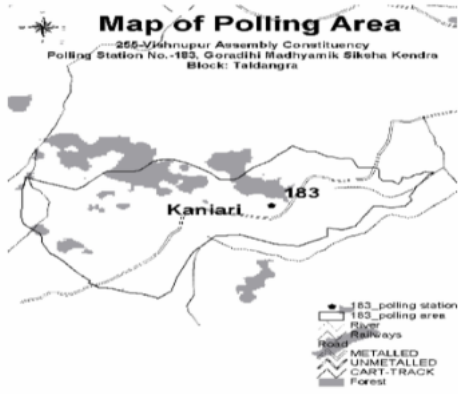 Map of Polling Area
255-Vishnupur Assembly Constituency
Polling Station No.-183, Goradihi Madhyamik Siksha Kendra
Block: Taldangra
183
Kaniari
183_polling station
183_polling area
River
Railways
Road
METALLED
UNMETALLED
CART-TRACK
Forest